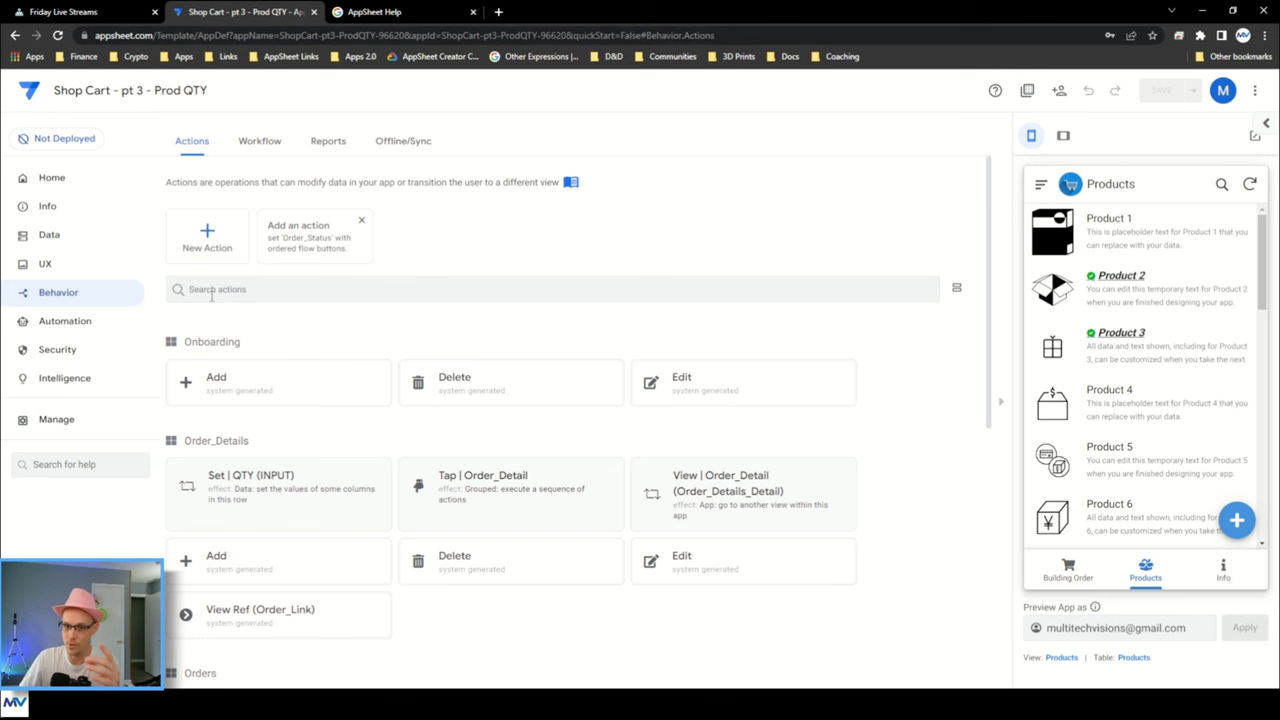 Friday Live Streams
Shop Cart - pt 3 - Prod QTY - Ap
AppSheet Help
appsheet.com/Template/AppDef?appName=ShopCart-pt3-ProdQTY-96620&appId=ShopCart-pt3-ProdQTY-96620&quickStart=False#Behavior.Actions
Apps
Finance
Crypto
Apps
Links
AppSheet Links
Apps 2.0
AppSheet Creator C...
Other Expressions |...
D&D
Communities
3D Prints
Docs
Coaching
Other bookmarks
Shop Cart - pt 3 - Prod QTY
SAVE
M
Not Deployed
Home
Info
Data
UX
Behavior
Automation
Security
Intelligence
Manage
Search for help
Actions
Workflow
Reports
Offline/Sync
Actions are operations that can modify data in your app or transition the user to a different view
New Action
Add an action
set 'Order_Status' with
ordered flow buttons.
Search actions
Onboarding
Add
system generated
Delete
system generated
Edit
system generated
Order_Details
Set | QTY (INPUT)
effect: Data: set the values of some columns
in this row
Tap | Order_Detail
effect: Grouped: execute a sequence of
actions
View | Order_Detail
(Order_Details_Detail)
effect: App: go to another view within this
app
Add
system generated
Delete
system generated
Edit
system generated
View Ref (Order_Link)
system generated
Orders
Products
Product 1
This is placeholder text for Product 1 that you
can replace with your data.
Product 2
You can edit this temporary text for Product 2
when you are finished designing your app.
Product 3
All data and text shown, including for Product
3, can be customized when you take the next
Product 4
This is placeholder text for Product 4 that you
can replace with your data.
Product 5
You can edit this temporary text for Product 5
when you are finished designing your app.
Product 6
All data and text shown, including for Product
6, can be customized when you take the next
Building Order
Products
Info
Preview App as
multitechvisions@gmail.com
Apply
View: Products | Table: Products
MV